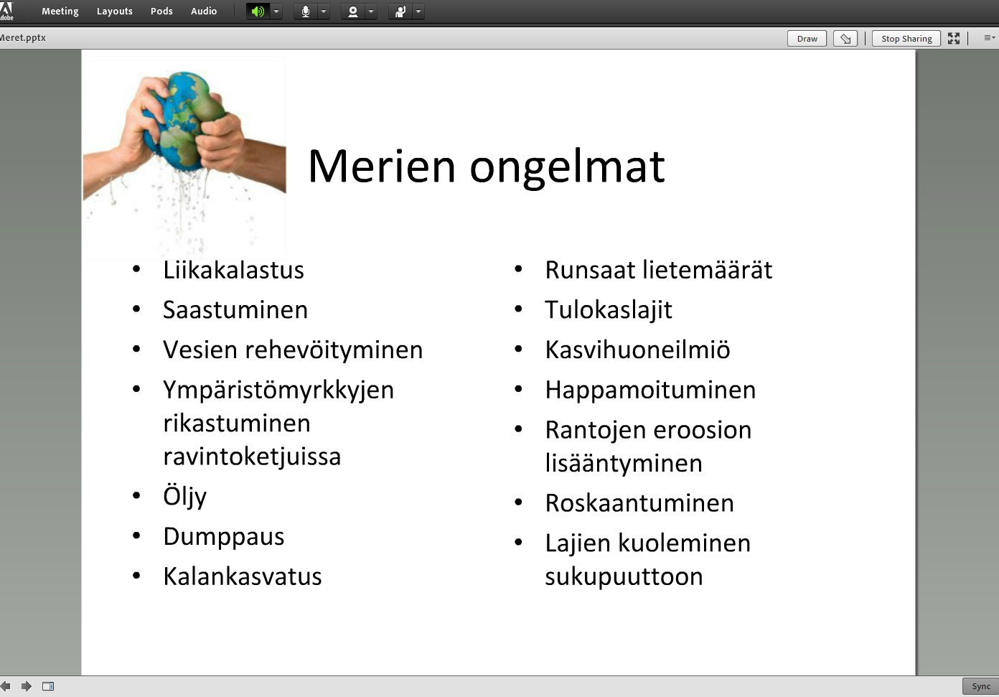 Adobe
Meeting Layouts Pods Audio
Meret.pptx
Draw
Stop Sharing
Merien ongelmat
• Liikakalastus
• Saastuminen
• Vesien rehevöityminen
• Ympäristömyrkkyjen
rikastuminen
ravintoketjuissa
• Öljy
• Dumppaus
• Kalankasvatus
• Runsaat lietemäärät
• Tulokaslajit
• Kasvihuoneilmiö
• Happamoituminen
• Rantojen eroosion
lisääntyminen
• Roskaantuminen
• Lajien kuoleminen
sukupuuttoon
Sync